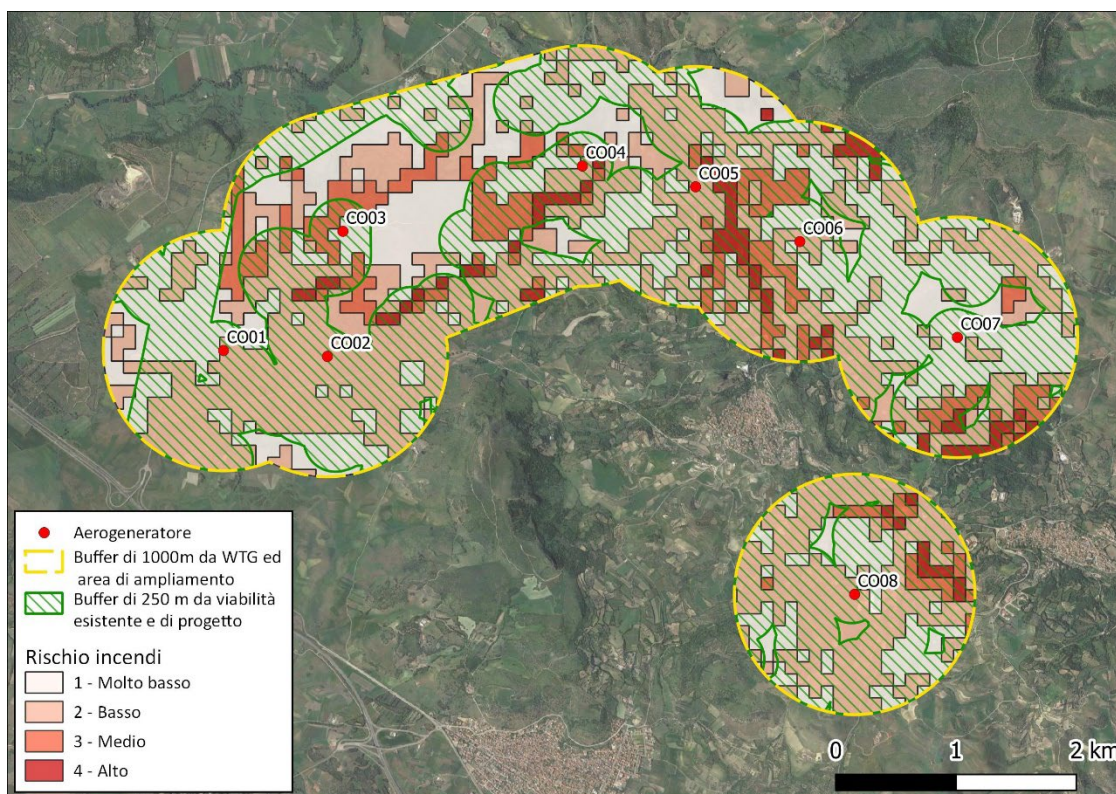 CO04
CO05
CO03
CO06
CO07
CO01
CO02
CO08
Aerogeneratore
Buffer di 1000m da WTG ed
area di ampliamento
Buffer di 250 m da viabilità
esistente e di progetto
Rischio incendi
1 - Molto basso
2 - Basso
3 - Medio
4 - Alto
0 1 2 km